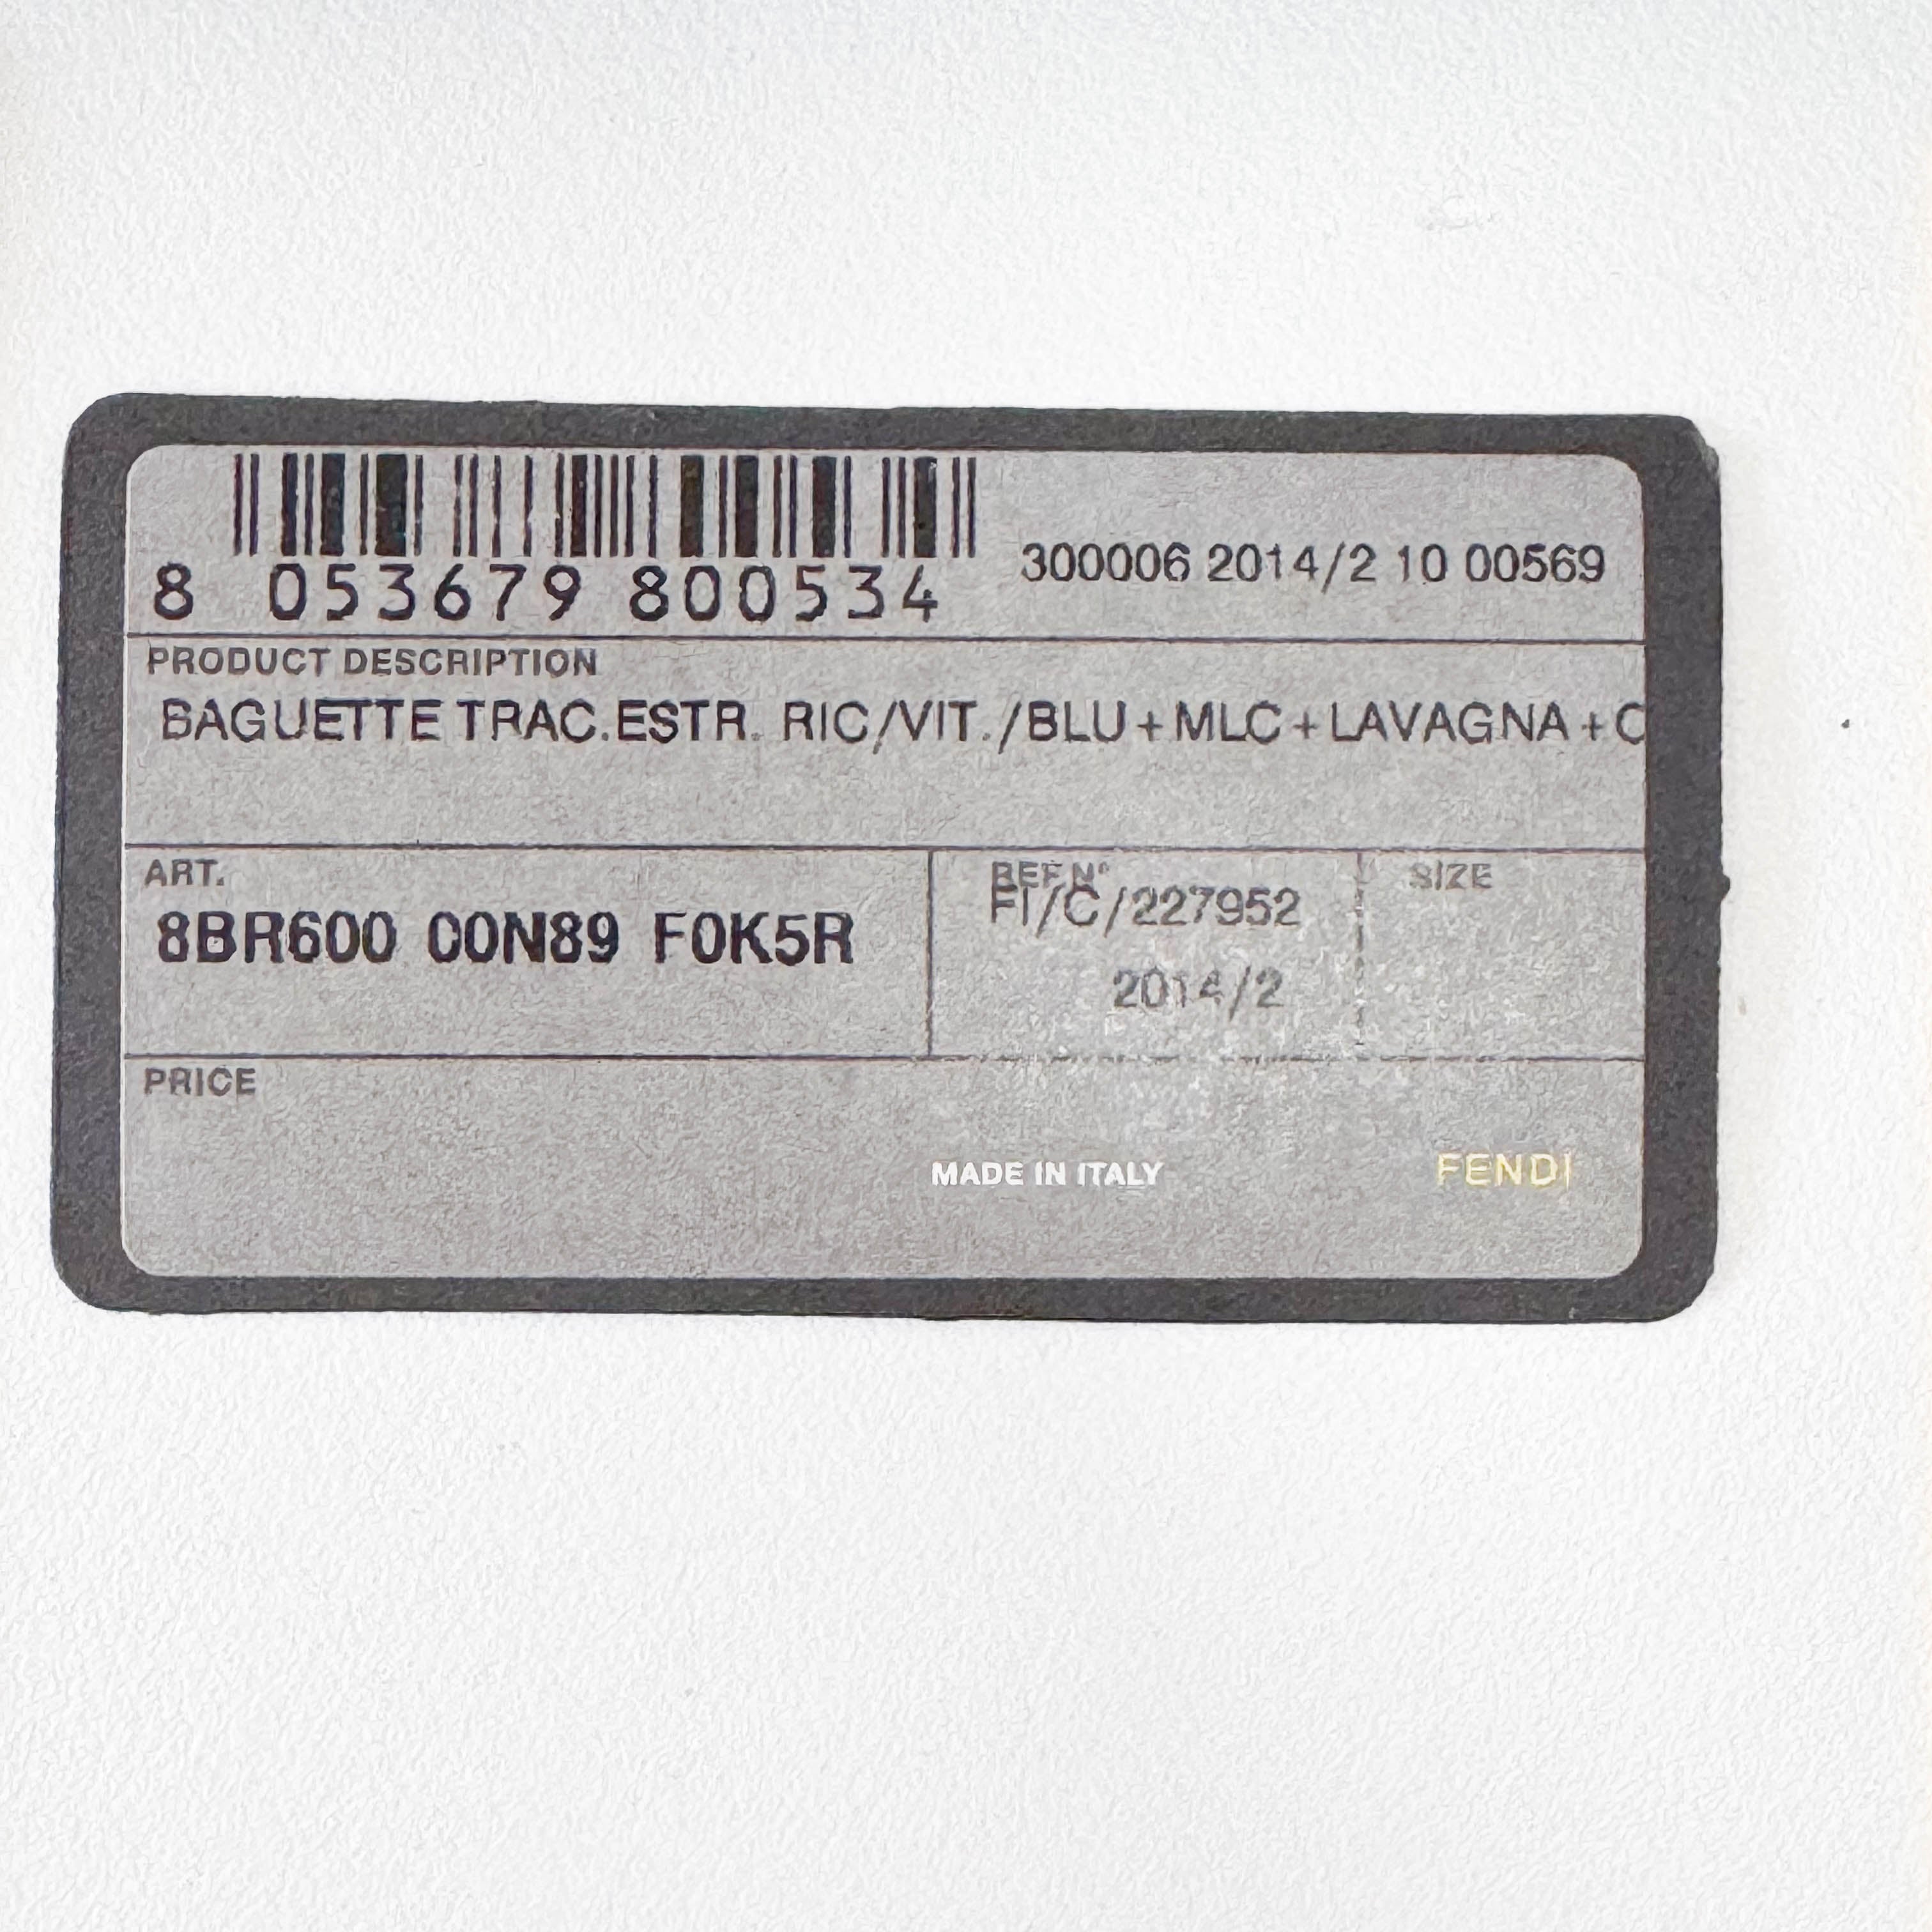 8 053679 800534
300006 2014/2 10 00569
PRODUCT DESCRIPTION
BAGUETTE TRAC.ESTR. RIC/VIT./BLU+MLC+LAVAGNA+C
ART.
8BR600 00N89 F0K5R
REF N°
FI/C/227952
2014/2
SIZE
PRICE
MADE IN ITALY
FENDI